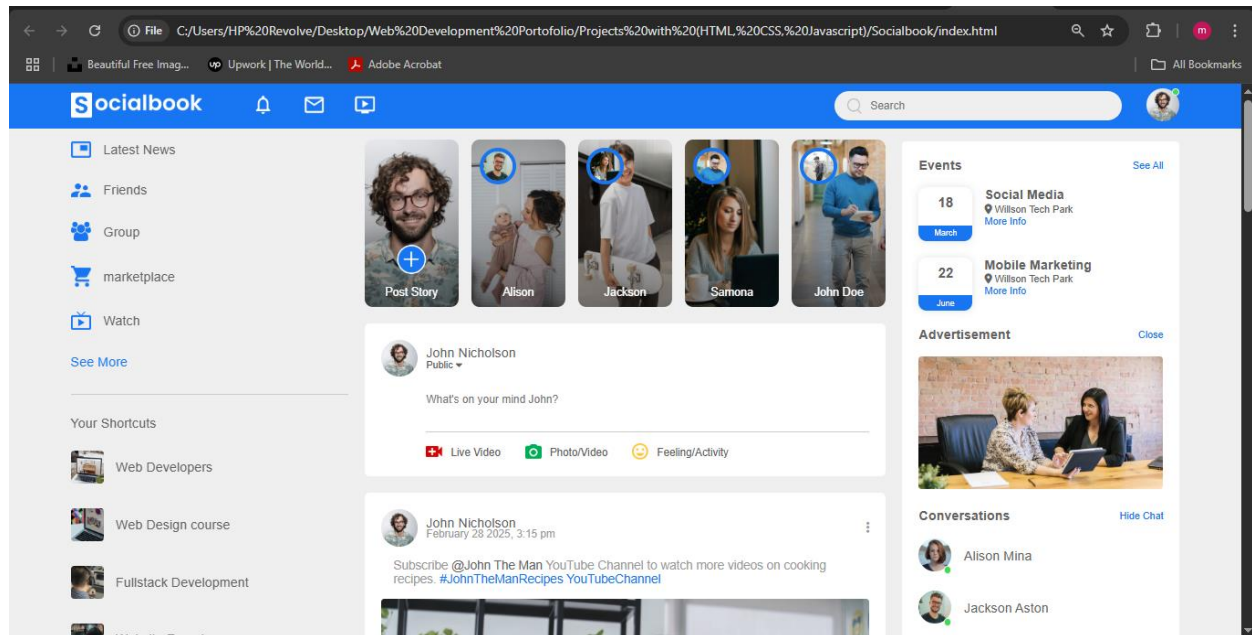 File C:/Users/HP%20Revolve/Desktop/Web%20Development%20Portofolio/Projects%20with%20(HTML,%20CSS,%20Javascript)/Socialbook/index.html
m
Beautiful Free Imag...
up Upwork | The World...
Adobe Acrobat
All Bookmarks
Socialbook
Search
Latest News
Friends
Group
marketplace
Watch
See More
Your Shortcuts
Web Developers
Web Design course
Fullstack Development
Post Story
Alison
Jackson
Samona
John Doe
John Nicholson
Public
What's on your mind John?
Live Video
Photo/Video
Feeling/Activity
John Nicholson
February 28 2025, 3:15 pm
Subscribe @John The Man YouTube Channel to watch more videos on cooking
recipes. #JohnTheManRecipes YouTubeChannel
Events
See All
18
March
Social Media
Willson Tech Park
More Info
22
June
Mobile Marketing
Willson Tech Park
More Info
Advertisement
Close
Conversations
Hide Chat
Alison Mina
Jackson Aston